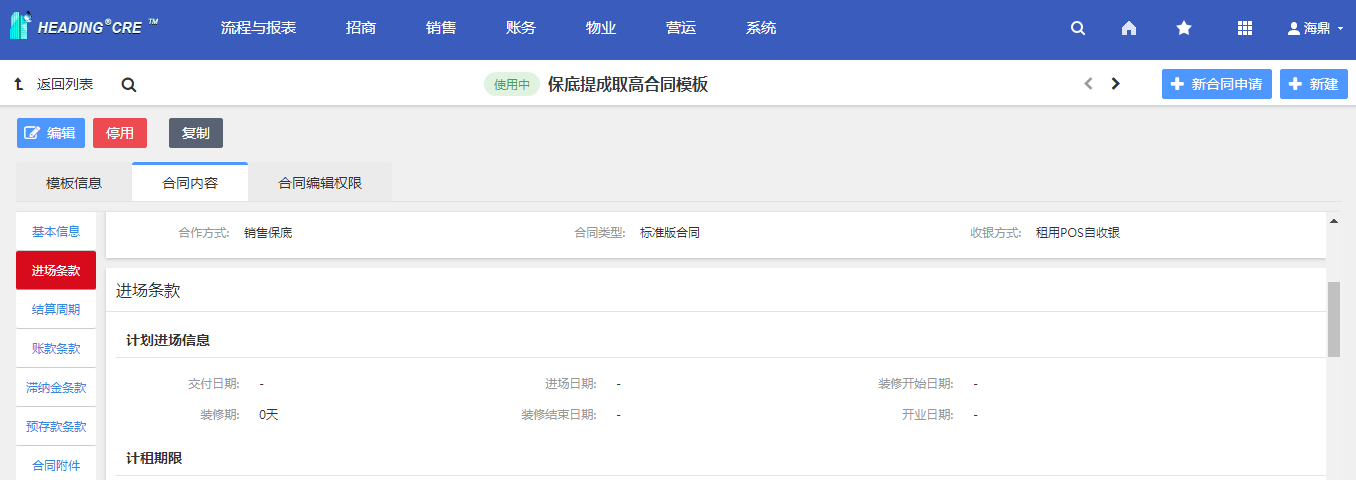 HEADING®CRE ™ 流程与报表 招商 销售 账务 物业 营运 系统 海鼎
返回列表 使用中 保底提成取高合同模板 新合同申请 新建
编辑 停用 复制
模板信息 合同内容 合同编辑权限
基本信息
进场条款
结算周期
账款条款
滞纳金条款
预存款条款
合同附件
合作方式: 销售保底 合同类型: 标准版合同 收银方式: 租用POS自收银
进场条款
计划进场信息
交付日期: - 进场日期: - 装修开始日期: -
装修期: 0天 装修结束日期: - 开业日期: -
计租期限